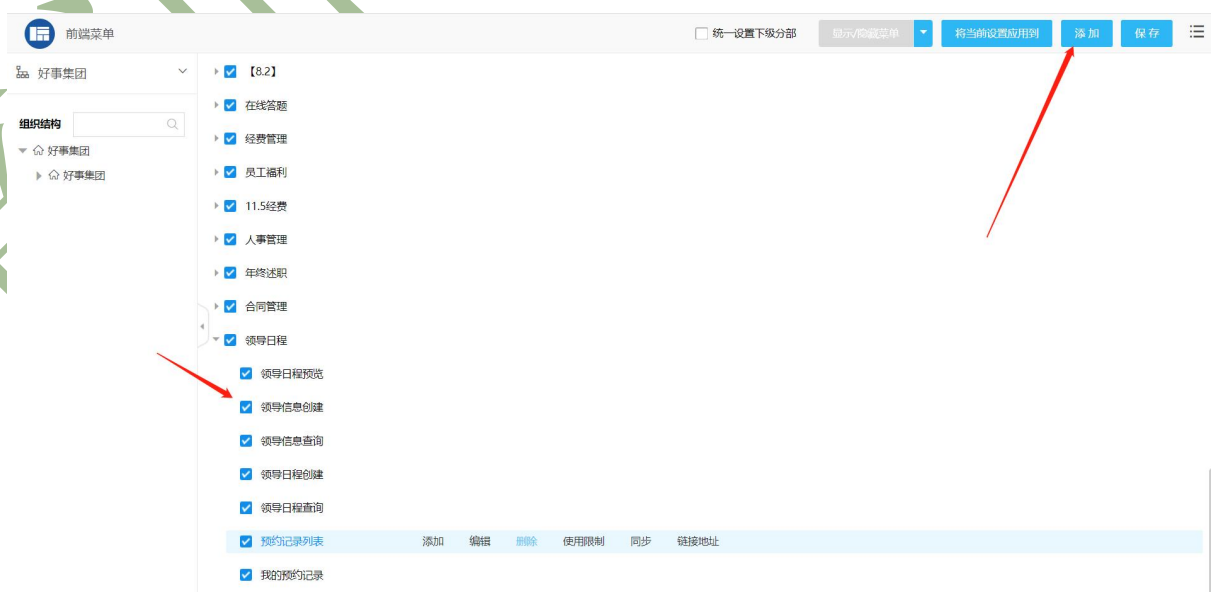 前端菜单
统一设置下级分部
显示/隐藏菜单
将当前设置应用到
添加
保存
好事集团
组织结构
好事集团
好事集团
【8.2】
在线答题
经费管理
员工福利
11.5经费
人事管理
年终述职
合同管理
领导日程
领导日程预览
领导信息创建
领导信息查询
领导日程创建
领导日程查询
预约记录列表 添加 编辑 删除 使用限制 同步 链接地址
我的预约记录